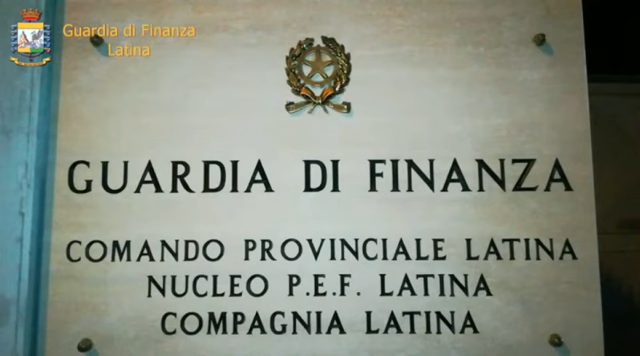 Guardia di Finanza
Latina
GUARDIA DI FINANZA
COMANDO PROVINCIALE LATINA
NUCLEO P.E.F. LATINA
COMPAGNIA LATINA